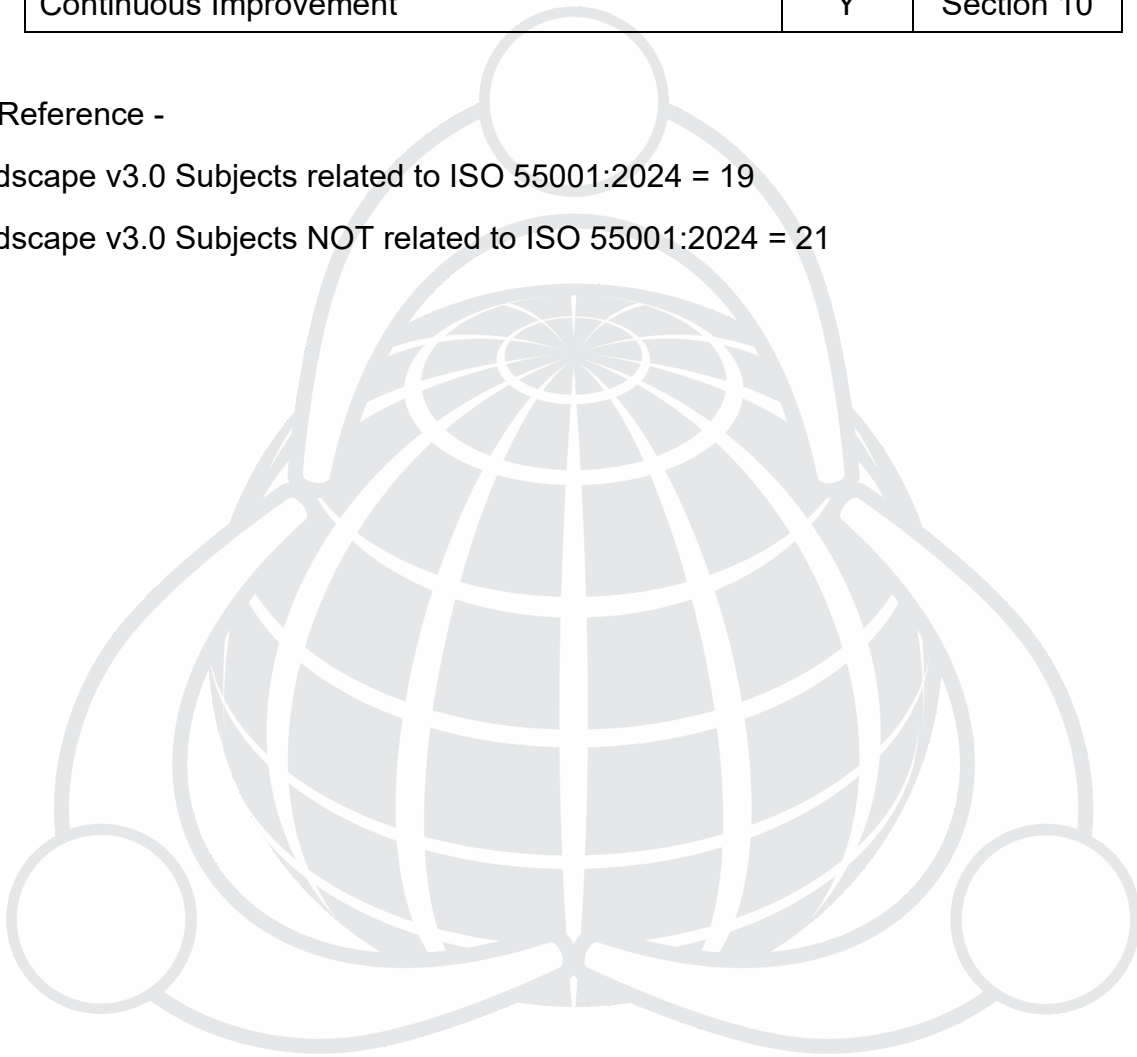 Continuous Improvement Y Section 10
Reference -
dscape v3.0 Subjects related to ISO 55001:2024 = 19
dscape v3.0 Subjects NOT related to ISO 55001:2024 = 21